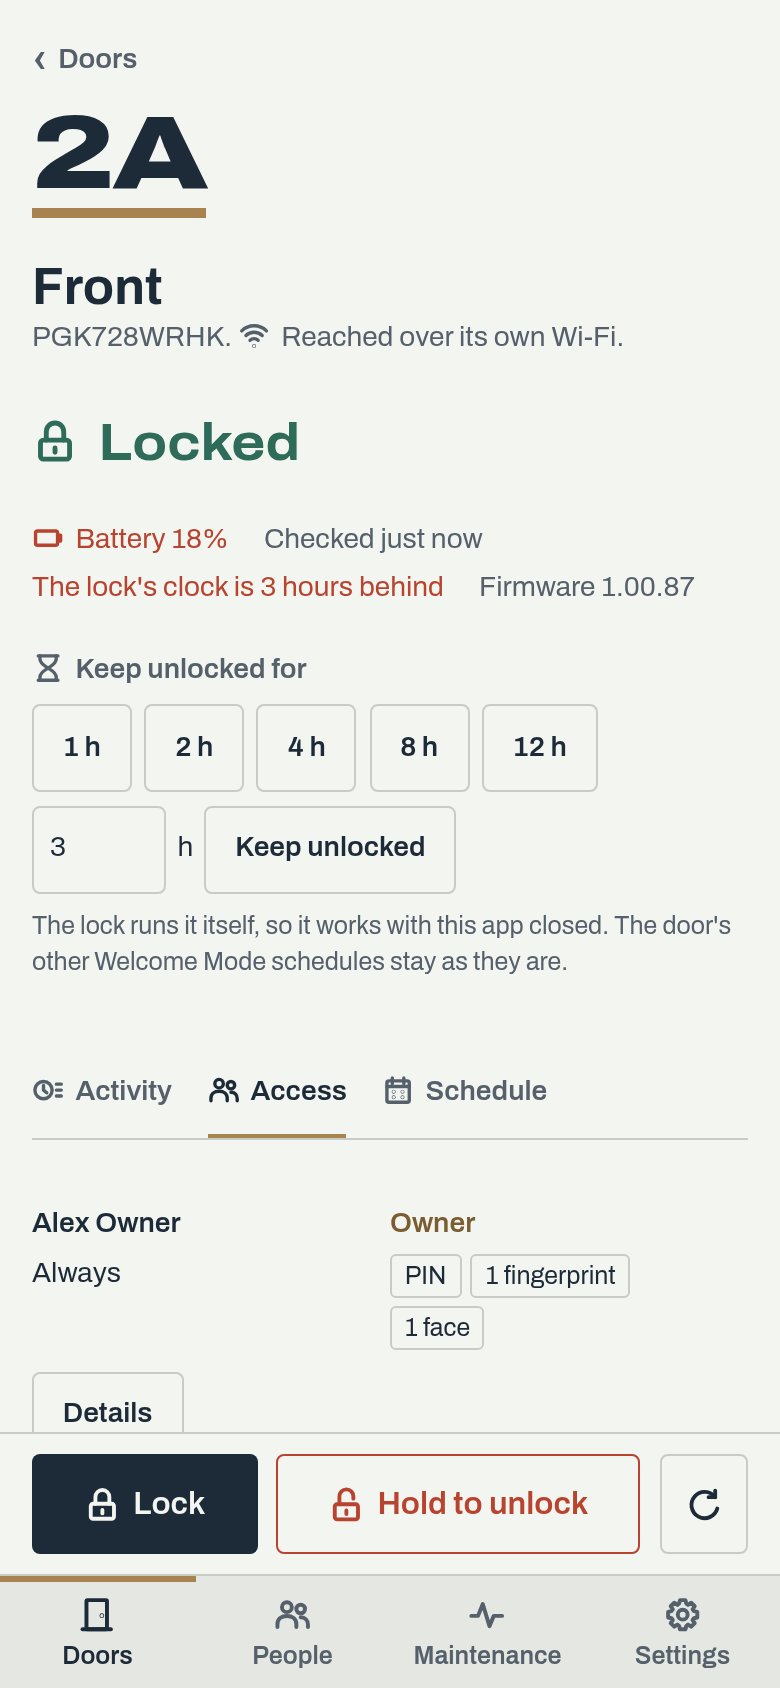 ‹ Doors
2A
Front
PGK728WRHK. Reached over its own Wi-Fi.
Locked
Battery 18% Checked just now
The lock's clock is 3 hours behind Firmware 1.00.87
Keep unlocked for
1 h 2 h 4 h 8 h 12 h
3 h Keep unlocked
The lock runs it itself, so it works with this app closed. The door's
other Welcome Mode schedules stay as they are.
Activity Access Schedule
Alex Owner Owner
Always PIN 1 fingerprint
1 face
Details
Lock Hold to unlock
Doors People Maintenance Settings